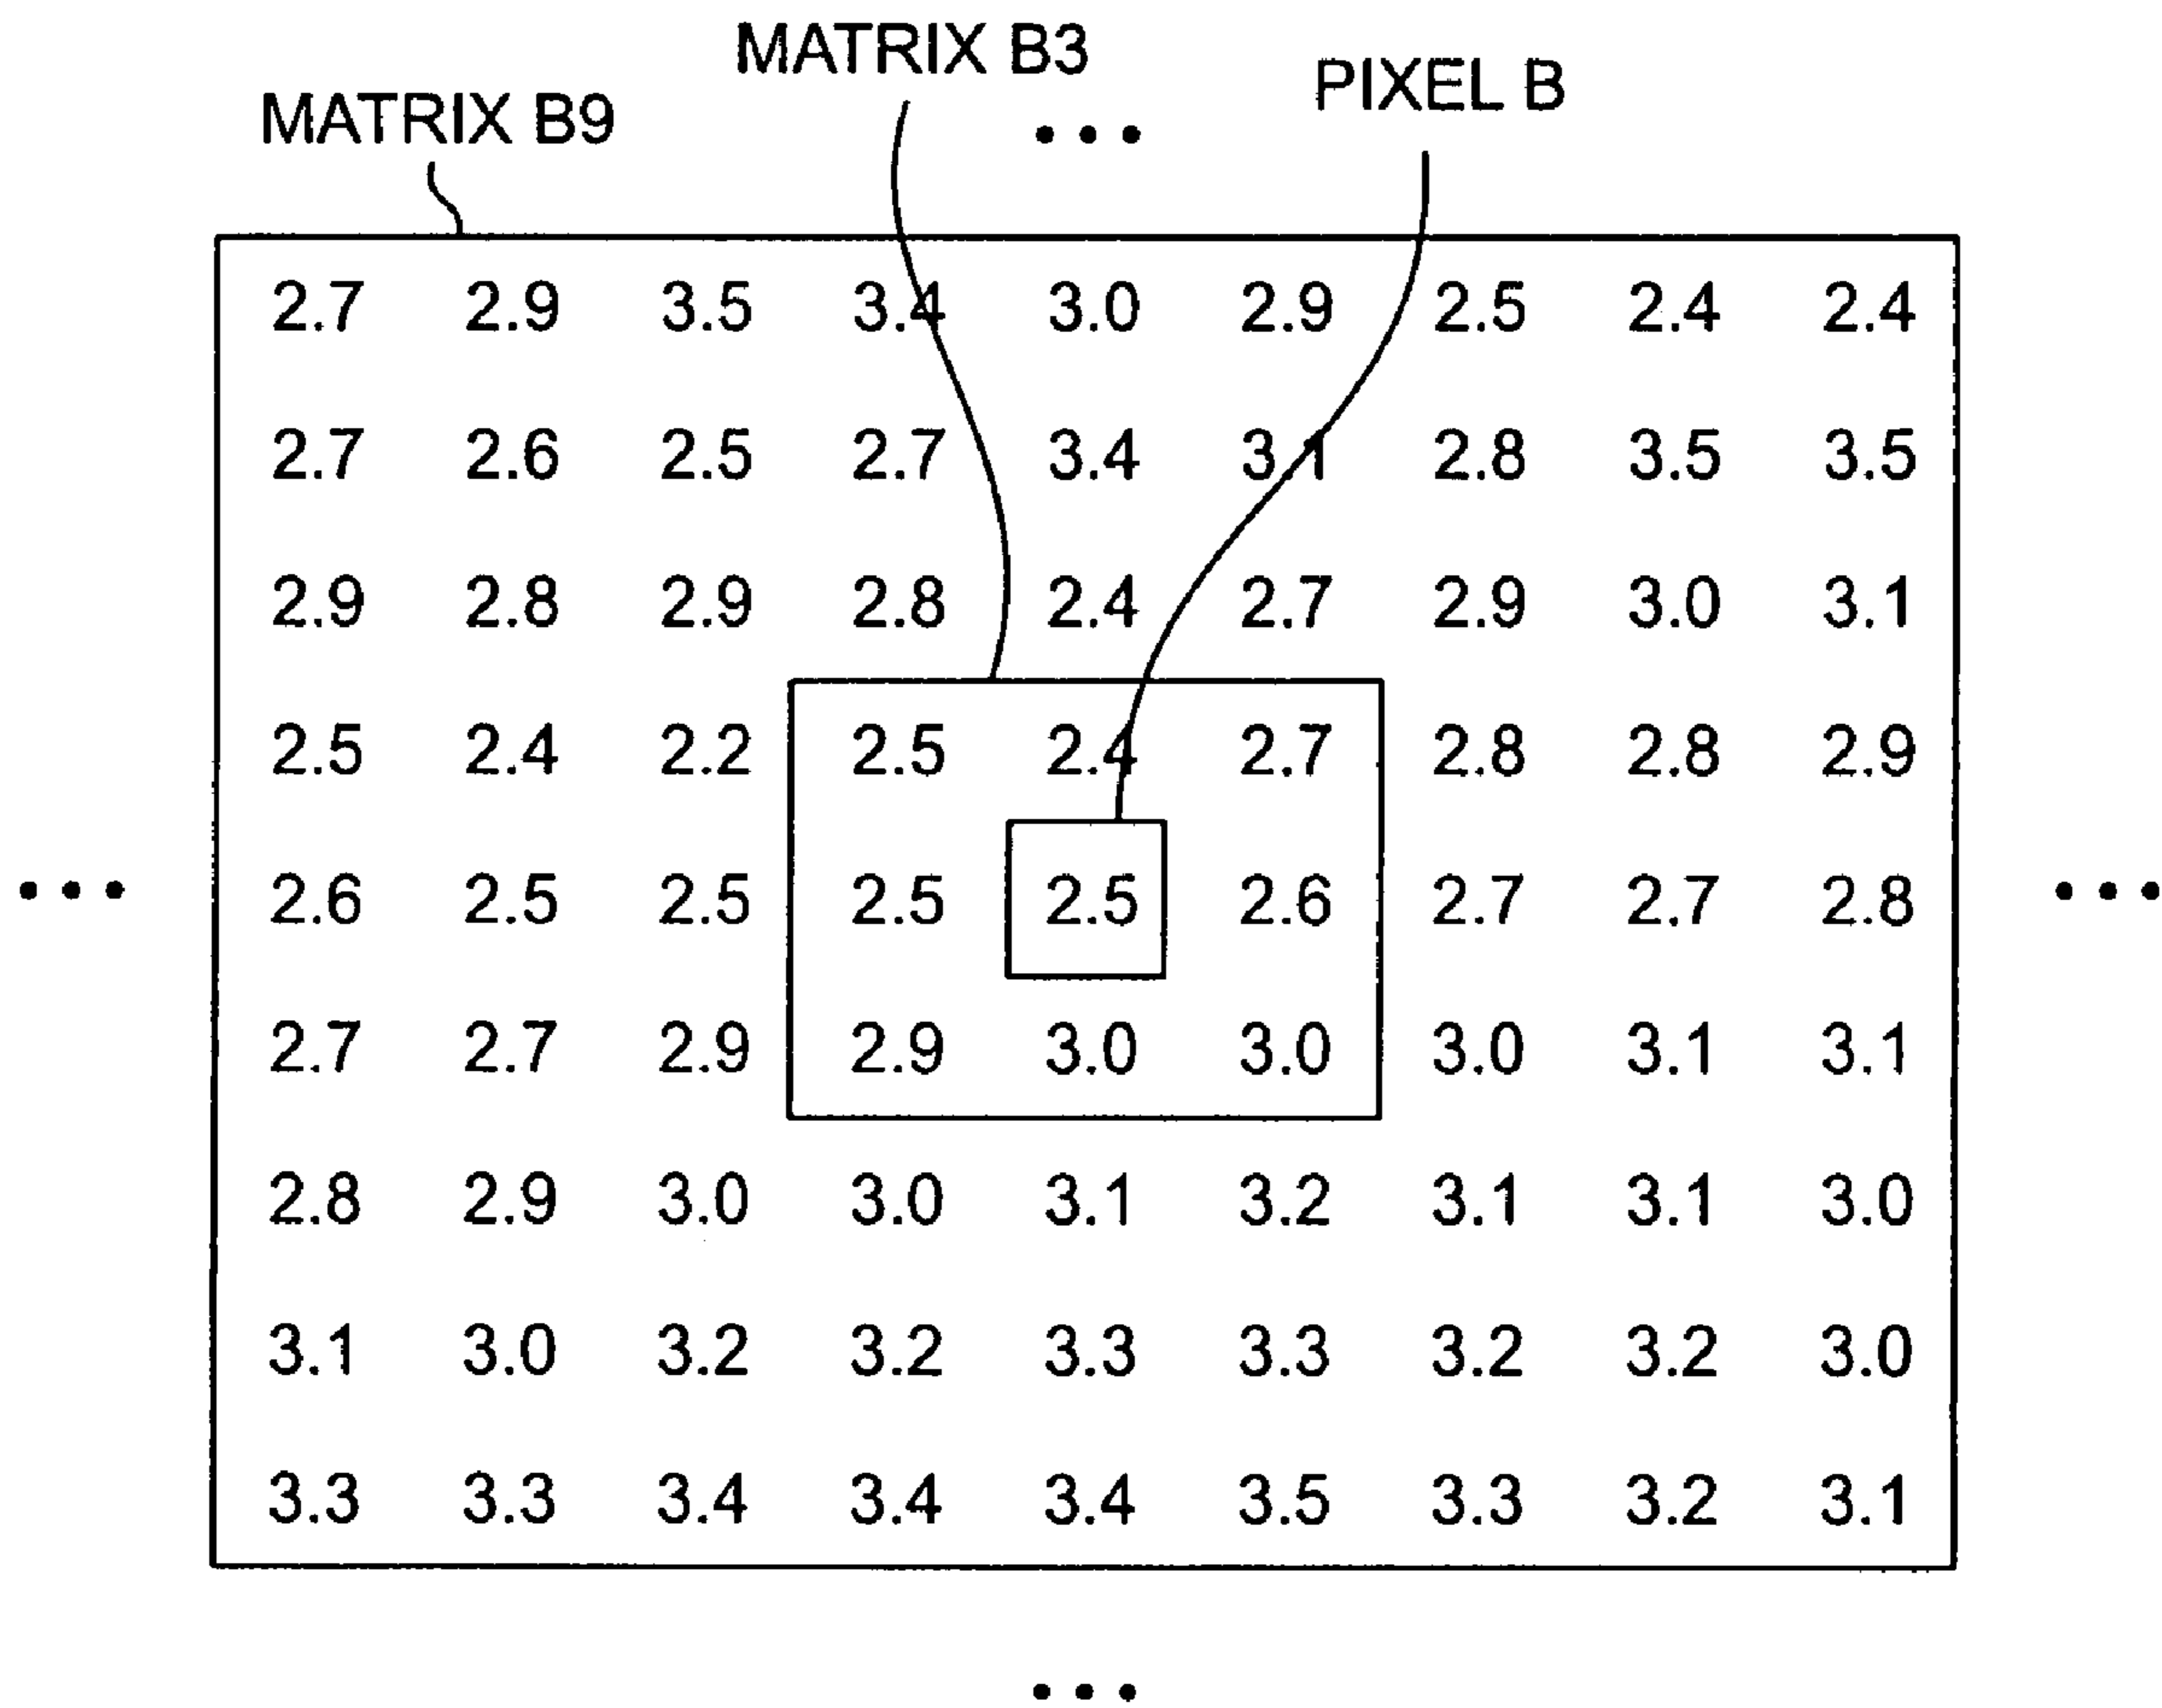 MATRIX B3
PIXEL B
MATRIX B9
•••
2.7 2.9 3.5 3.4 3.0 2.9 2.5 2.4 2.4
2.7 2.6 2.5 2.7 3.4 3.1 2.8 3.5 3.5
2.9 2.8 2.9 2.8 2.4 2.7 2.9 3.0 3.1
2.5 2.4 2.2 2.5 2.4 2.7 2.8 2.8 2.9
••• 2.6 2.5 2.5 2.5 2.5 2.6 2.7 2.7 2.8 •••
2.7 2.7 2.9 2.9 3.0 3.0 3.0 3.1 3.1
2.8 2.9 3.0 3.0 3.1 3.2 3.1 3.1 3.0
3.1 3.0 3.2 3.2 3.3 3.3 3.2 3.2 3.0
3.3 3.3 3.4 3.4 3.4 3.5 3.3 3.2 3.1
•••